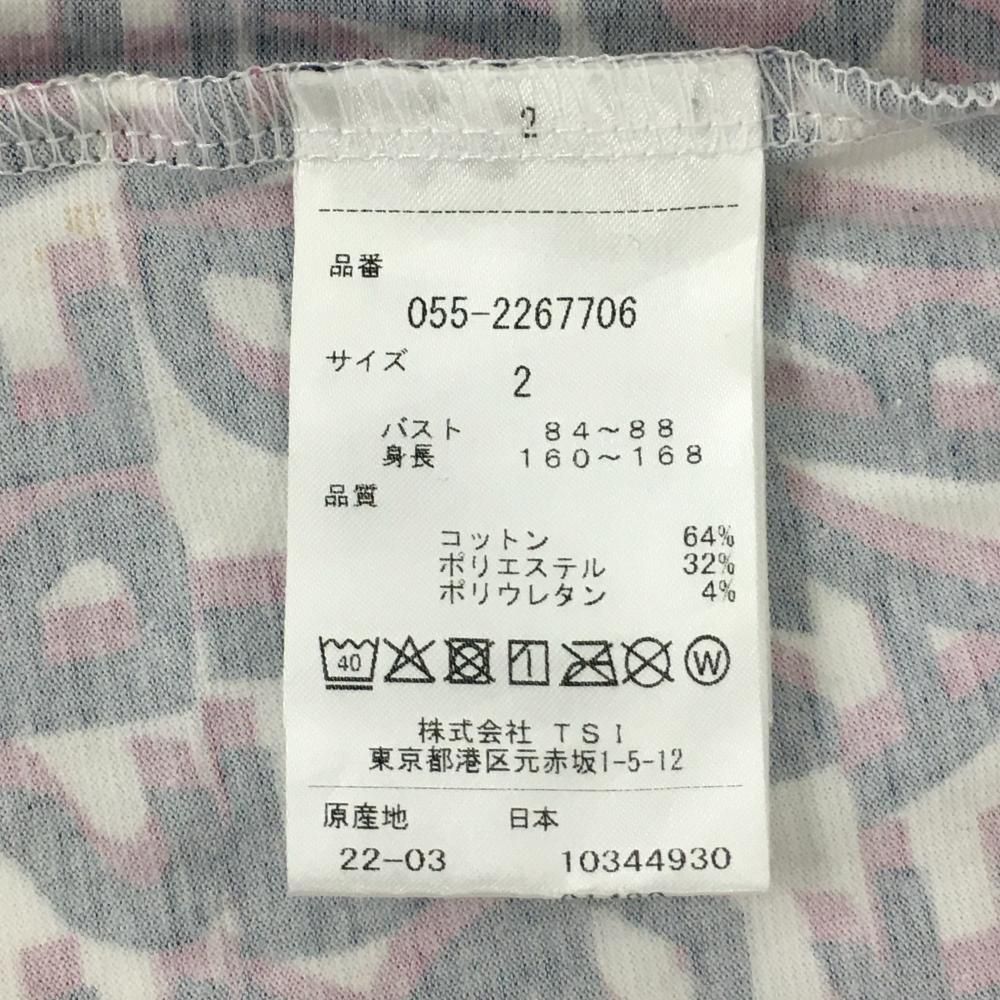 2
品番
055-2267706
サイズ
2
バスト 84～88
身長 160～168
品質
コットン 64%
ポリエステル 32%
ポリウレタン 4%
40 W
株式会社 TSI
東京都港区元赤坂1-5-12
原産地 日本
22-03 10344930